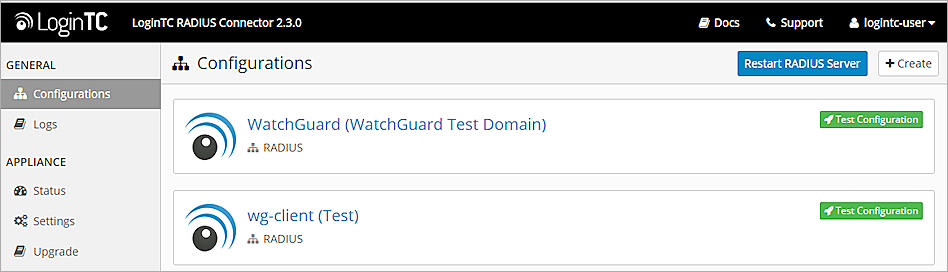 LoginTC LoginTC RADIUS Connector 2.3.0 Docs Support logintc-user
GENERAL
Configurations
Logs
APPLIANCE
Status
Settings
Upgrade
Configurations Restart RADIUS Server + Create
WatchGuard (WatchGuard Test Domain) Test Configuration
RADIUS
wg-client (Test) Test Configuration
RADIUS